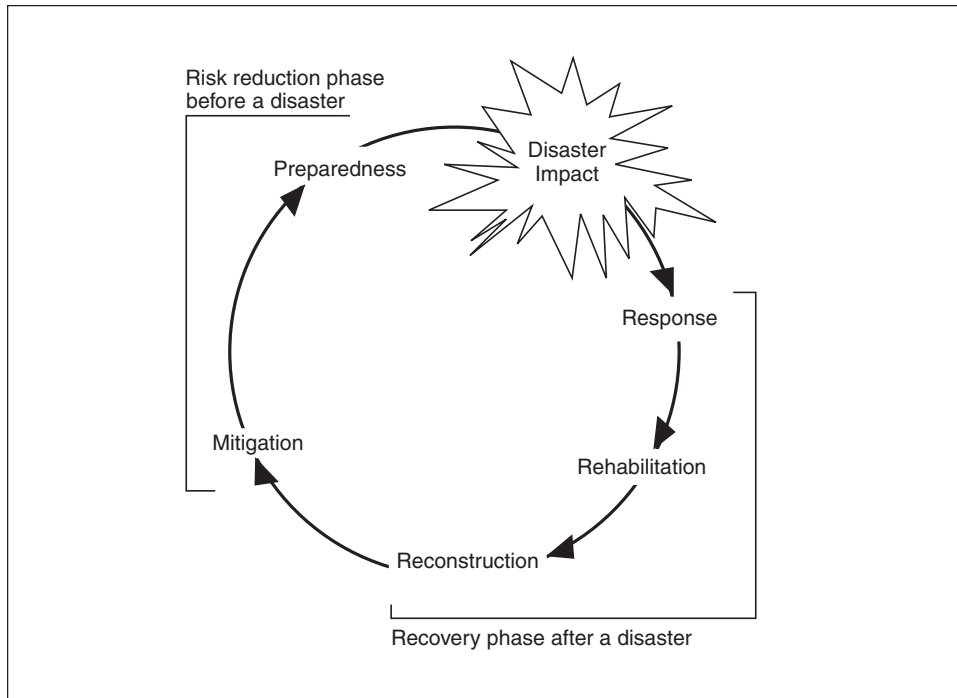 Risk reduction phase
before a disaster
Preparedness
Disaster
Impact
Response
Rehabilitation
Reconstruction
Mitigation
Recovery phase after a disaster